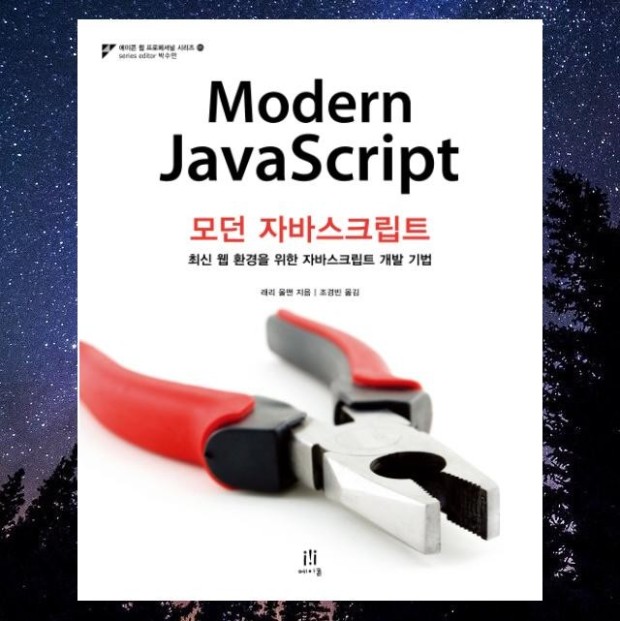 에이콘 웹 프로페셔널 시리즈
series editor 박수만
Modern
JavaScript
모던 자바스크립트
최신 웹 환경을 위한 자바스크립트 개발 기법
래리 울먼 지음 | 조경빈 옮김
에이콘